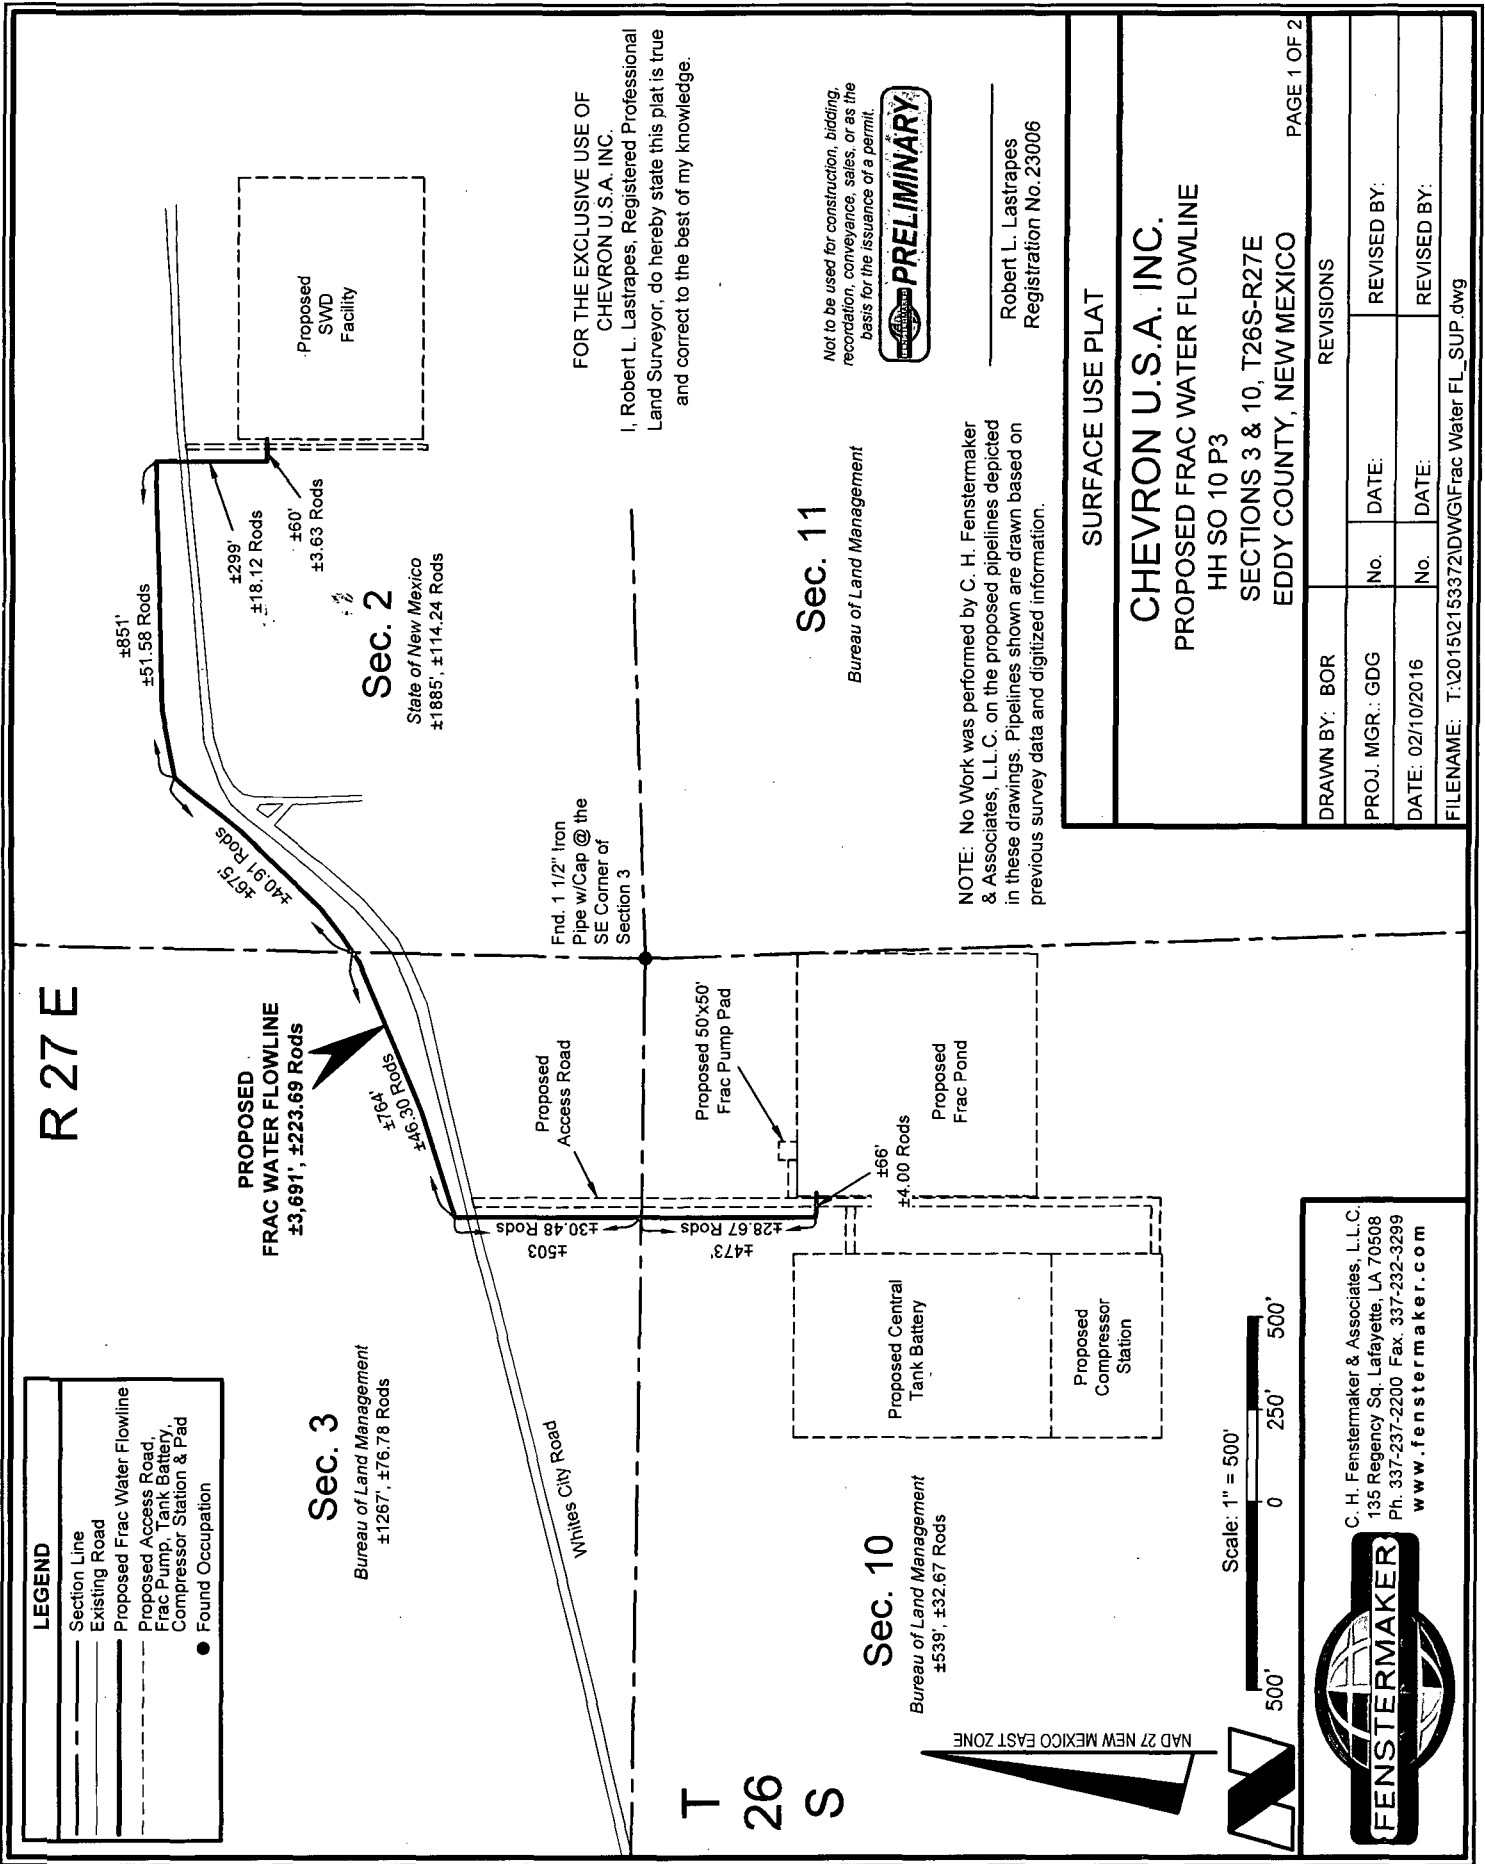 LEGEND
Section Line
Existing Road
Proposed Frac Water Flowline
Proposed Access Road,
Frac Pump, Tank Battery,
Compressor Station & Pad
Found Occupation
R 27 E
PROPOSED
FRAC WATER FLOWLINE
±3,691', ±223.69 Rods
±851'
±51.58 Rods
±299'
±18.12 Rods
±60'
±3.63 Rods
Proposed
SWD
Facility
±675'
±40.91 Rods
±764'
±46.30 Rods
Sec. 2
State of New Mexico
±1885', ±114.24 Rods
Sec. 3
Bureau of Land Management
±1267', ±76.78 Rods
Whites City Road
±503
±30.48 Rods
±473'
±28.67 Rods
Proposed
Access Road
Fnd. 1 1/2" Iron
Pipe w/Cap @ the
SE Corner of
Section 3
FOR THE EXCLUSIVE USE OF
CHEVRON U.S.A. INC.
I, Robert L. Lastrapes, Registered Professional
Land Surveyor, do hereby state this plat is true
and correct to the best of my knowledge.
T
26
S
Proposed 50'x50'
Frac Pump Pad
±66'
±4.00 Rods
Proposed
Frac Pond
Proposed Central
Tank Battery
Proposed
Compressor
Station
Sec. 10
Bureau of Land Management
±539', ±32.67 Rods
Sec. 11
Bureau of Land Management
Not to be used for construction, bidding,
recordation, conveyance, sales, or as the
basis for the issuance of a permit.
FENSTERMAKER
PRELIMINARY
Robert L. Lastrapes
Registration No. 23006
NOTE: No Work was performed by C. H. Fenstermaker
& Associates, L.L.C. on the proposed pipelines depicted
in these drawings. Pipelines shown are drawn based on
previous survey data and digitized information.
NAD 27 NEW MEXICO EAST ZONE
Scale: 1" = 500'
500' 0 250' 500'
FENSTERMAKER
C. H. Fenstermaker & Associates, L.L.C.
135 Regency Sq. Lafayette, LA 70508
Ph. 337-237-2200 Fax. 337-232-3299
www.fenstermaker.com
SURFACE USE PLAT
CHEVRON U.S.A. INC.
PROPOSED FRAC WATER FLOWLINE
HH SO 10 P3
SECTIONS 3 & 10, T26S-R27E
EDDY COUNTY, NEW MEXICO
PAGE 1 OF 2
DRAWN BY: BOR
REVISIONS
PROJ. MGR.: GDG
No. DATE: REVISED BY:
DATE: 02/10/2016
No. DATE: REVISED BY:
FILENAME: T:\2015\2153372\DWG\Frac Water FL_SUP.dwg